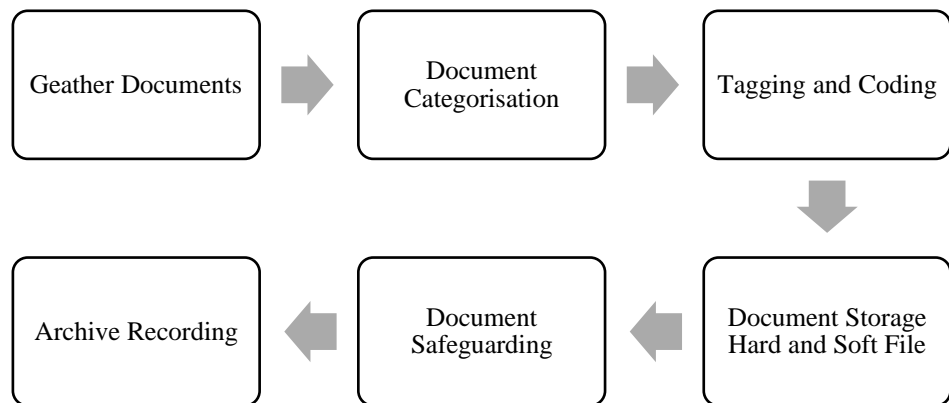 Geather Documents
Document
Categorisation
Tagging and Coding
Document Storage
Hard and Soft File
Document
Safeguarding
Archive Recording